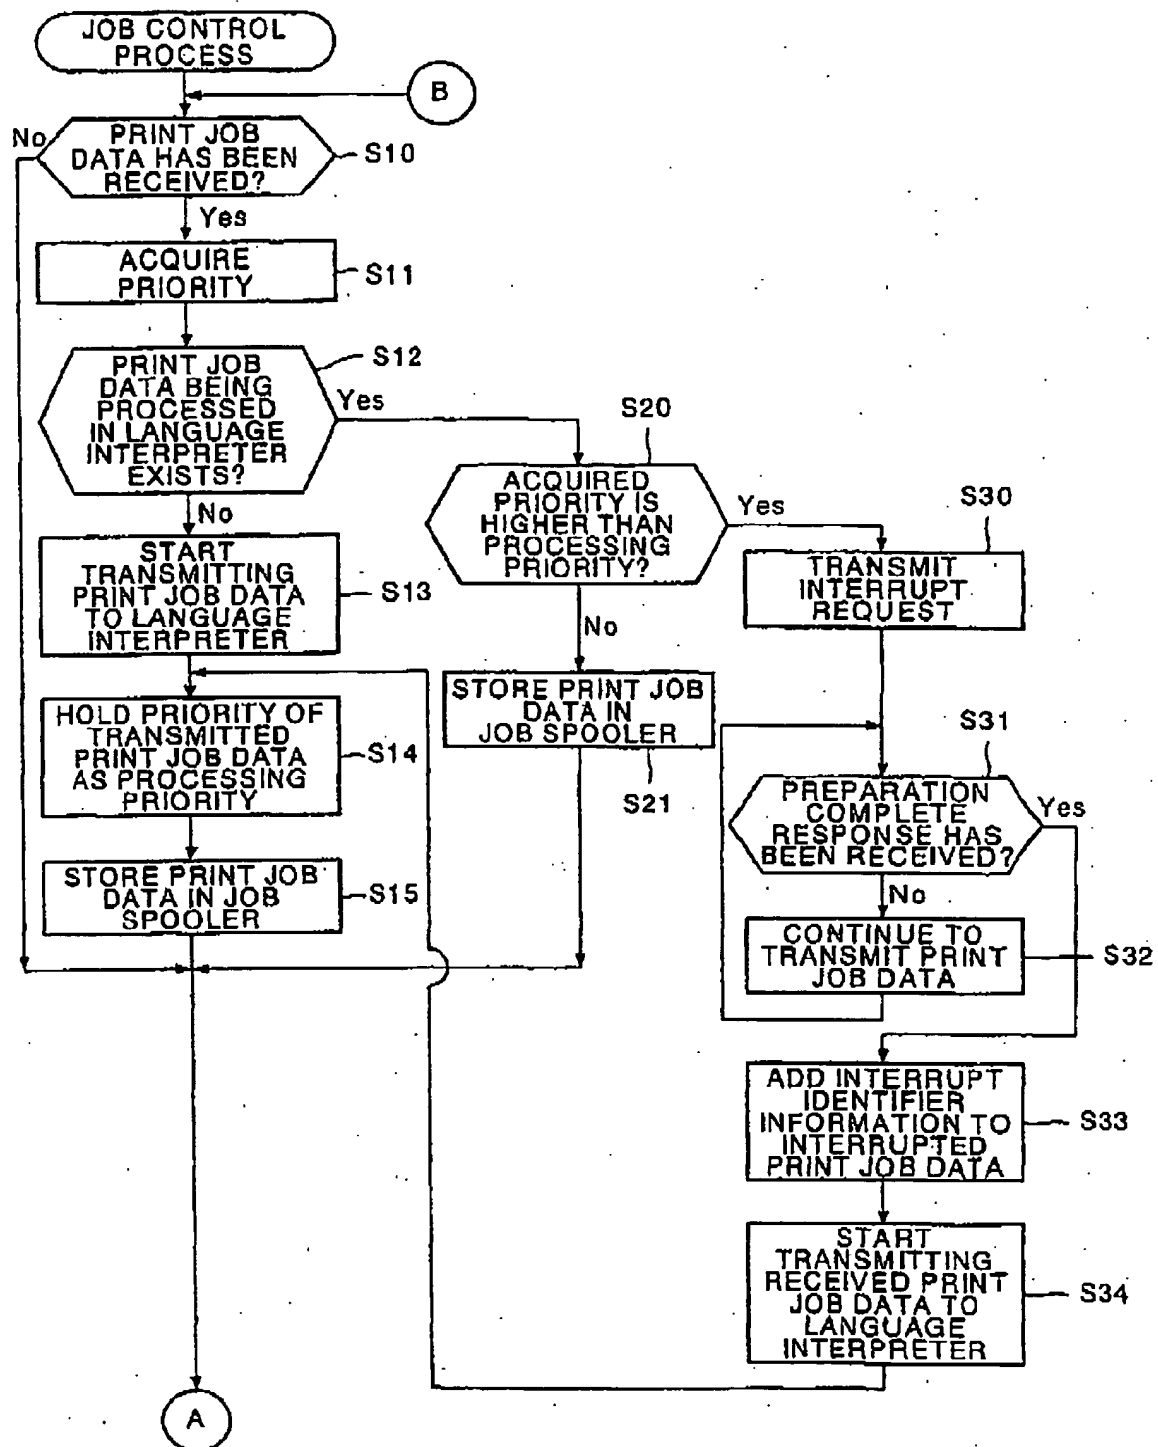 JOB CONTROL
PROCESS
B
No
PRINT JOB
DATA HAS BEEN
RECEIVED?
S10
Yes
ACQUIRE
PRIORITY
S11
PRINT JOB
DATA BEING
PROCESSED
IN LANGUAGE
INTERPRETER
EXISTS?
S12
Yes
No
START
TRANSMITTING
PRINT JOB DATA
TO LANGUAGE
INTERPRETER
S13
HOLD PRIORITY OF
TRANSMITTED
PRINT JOB DATA
AS PROCESSING
PRIORITY
S14
STORE PRINT JOB
DATA IN JOB
SPOOLER
S15
S20
ACQUIRED
PRIORITY IS
HIGHER THAN
PROCESSING
PRIORITY?
Yes
No
STORE PRINT JOB
DATA IN
JOB SPOOLER
S21
S30
TRANSMIT
INTERRUPT
REQUEST
S31
PREPARATION
COMPLETE
RESPONSE HAS
BEEN RECEIVED?
Yes
No
CONTINUE TO
TRANSMIT PRINT
JOB DATA
S32
ADD INTERRUPT
IDENTIFIER
INFORMATION TO
INTERRUPTED
PRINT JOB DATA
S33
START
TRANSMITTING
RECEIVED PRINT
JOB DATA TO
LANGUAGE
INTERPRETER
S34
A